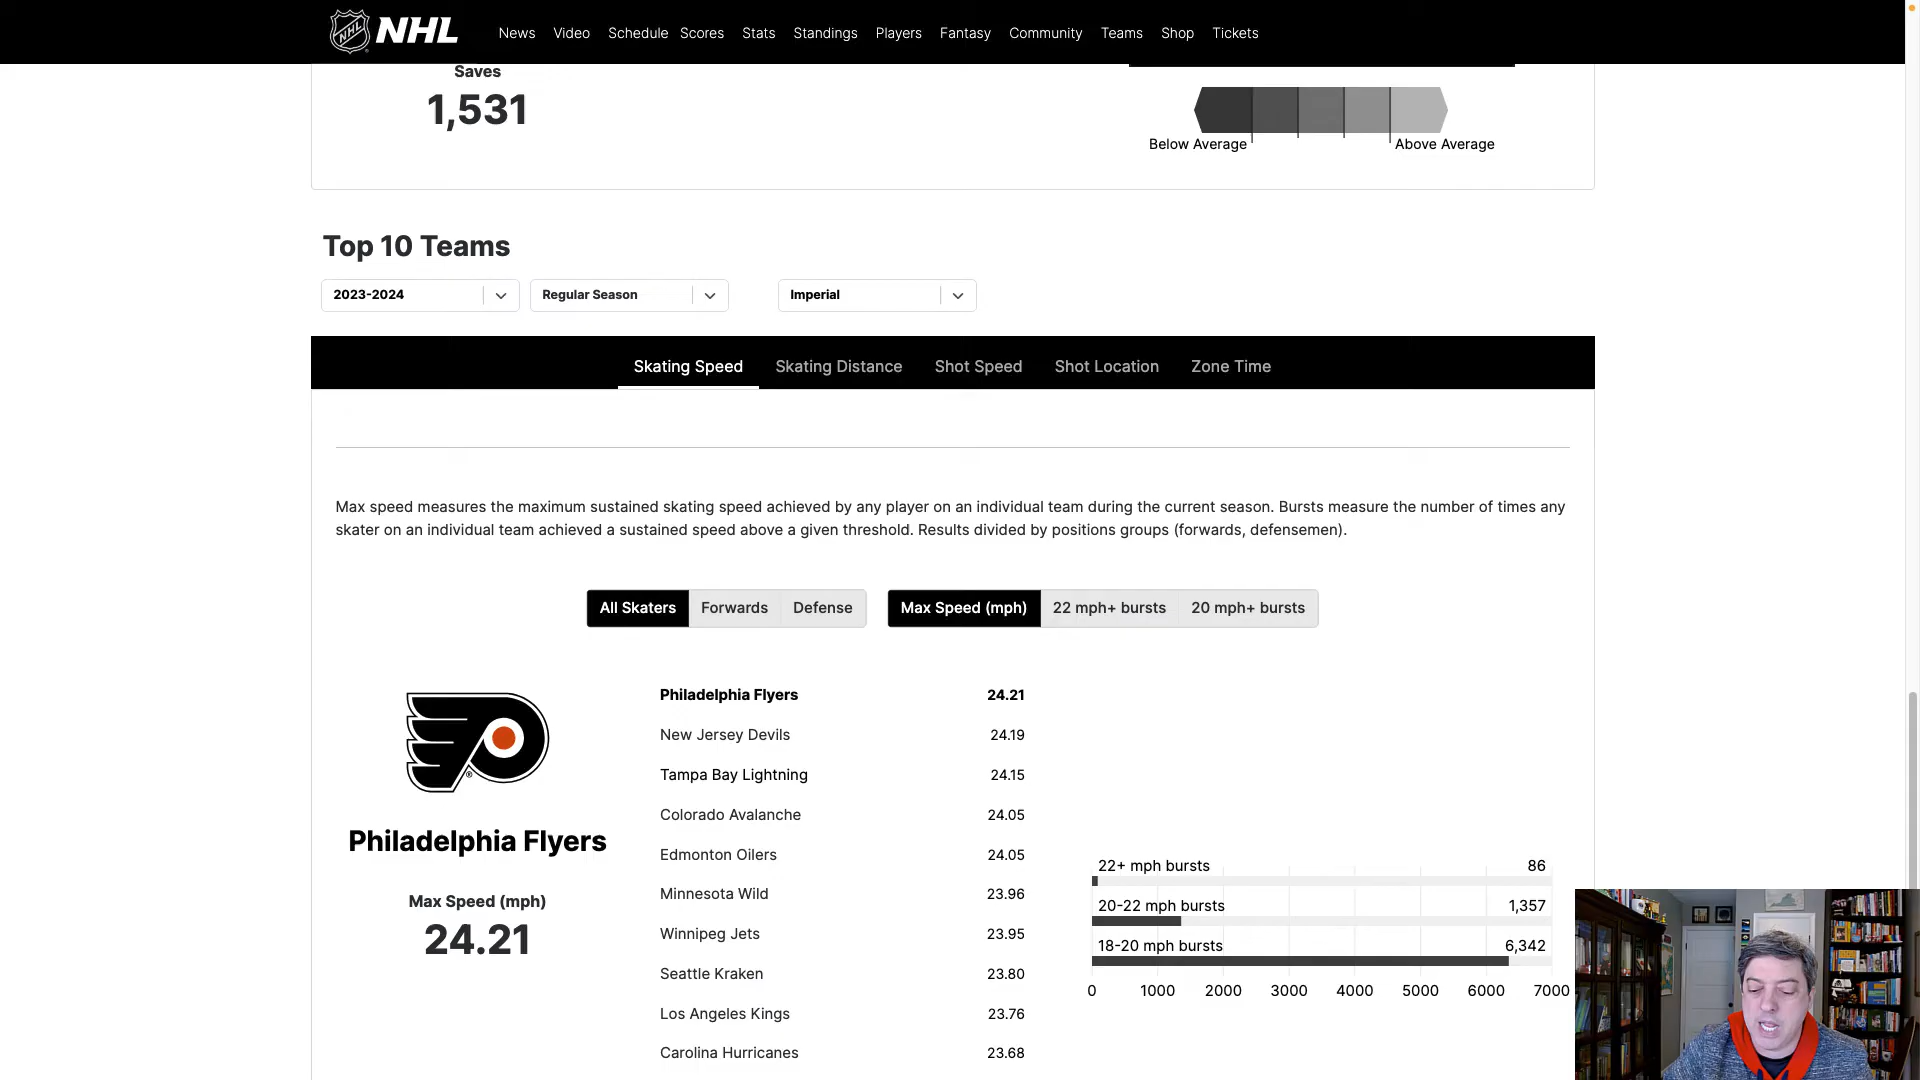 NHL
NHL News Video Schedule Scores Stats Standings Players Fantasy Community Teams Shop Tickets
Saves
1,531
Below Average Above Average
Top 10 Teams
2023-2024 Regular Season Imperial
Skating Speed Skating Distance Shot Speed Shot Location Zone Time
Max speed measures the maximum sustained skating speed achieved by any player on an individual team during the current season. Bursts measure the number of times any
skater on an individual team achieved a sustained speed above a given threshold. Results divided by positions groups (forwards, defensemen).
All Skaters Forwards Defense Max Speed (mph) 22 mph+ bursts 20 mph+ bursts
Philadelphia Flyers
Max Speed (mph)
24.21
Philadelphia Flyers 24.21
New Jersey Devils 24.19
Tampa Bay Lightning 24.15
Colorado Avalanche 24.05
Edmonton Oilers 24.05
Minnesota Wild 23.96
Winnipeg Jets 23.95
Seattle Kraken 23.80
Los Angeles Kings 23.76
Carolina Hurricanes 23.68
22+ mph bursts 86
20-22 mph bursts 1,357
18-20 mph bursts 6,342
0 1000 2000 3000 4000 5000 6000 7000